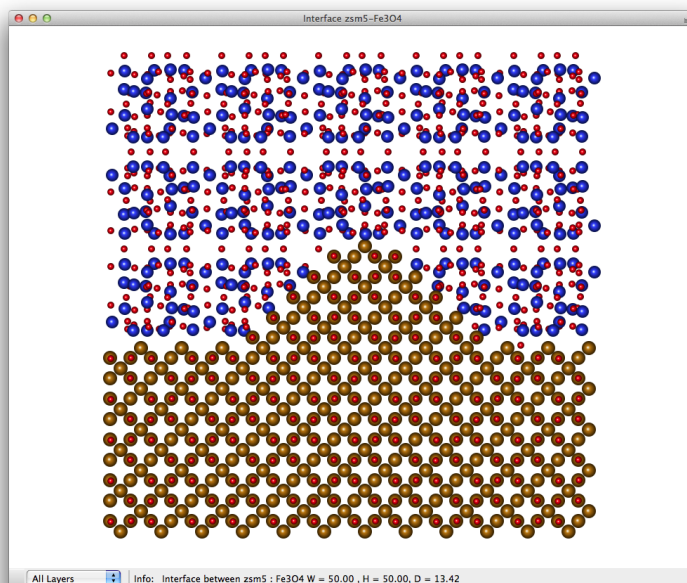 Interface zsm5-Fe3O4
All Layers
Info: Interface between zsm5 : Fe3O4 W = 50.00 , H = 50.00, D = 13.42